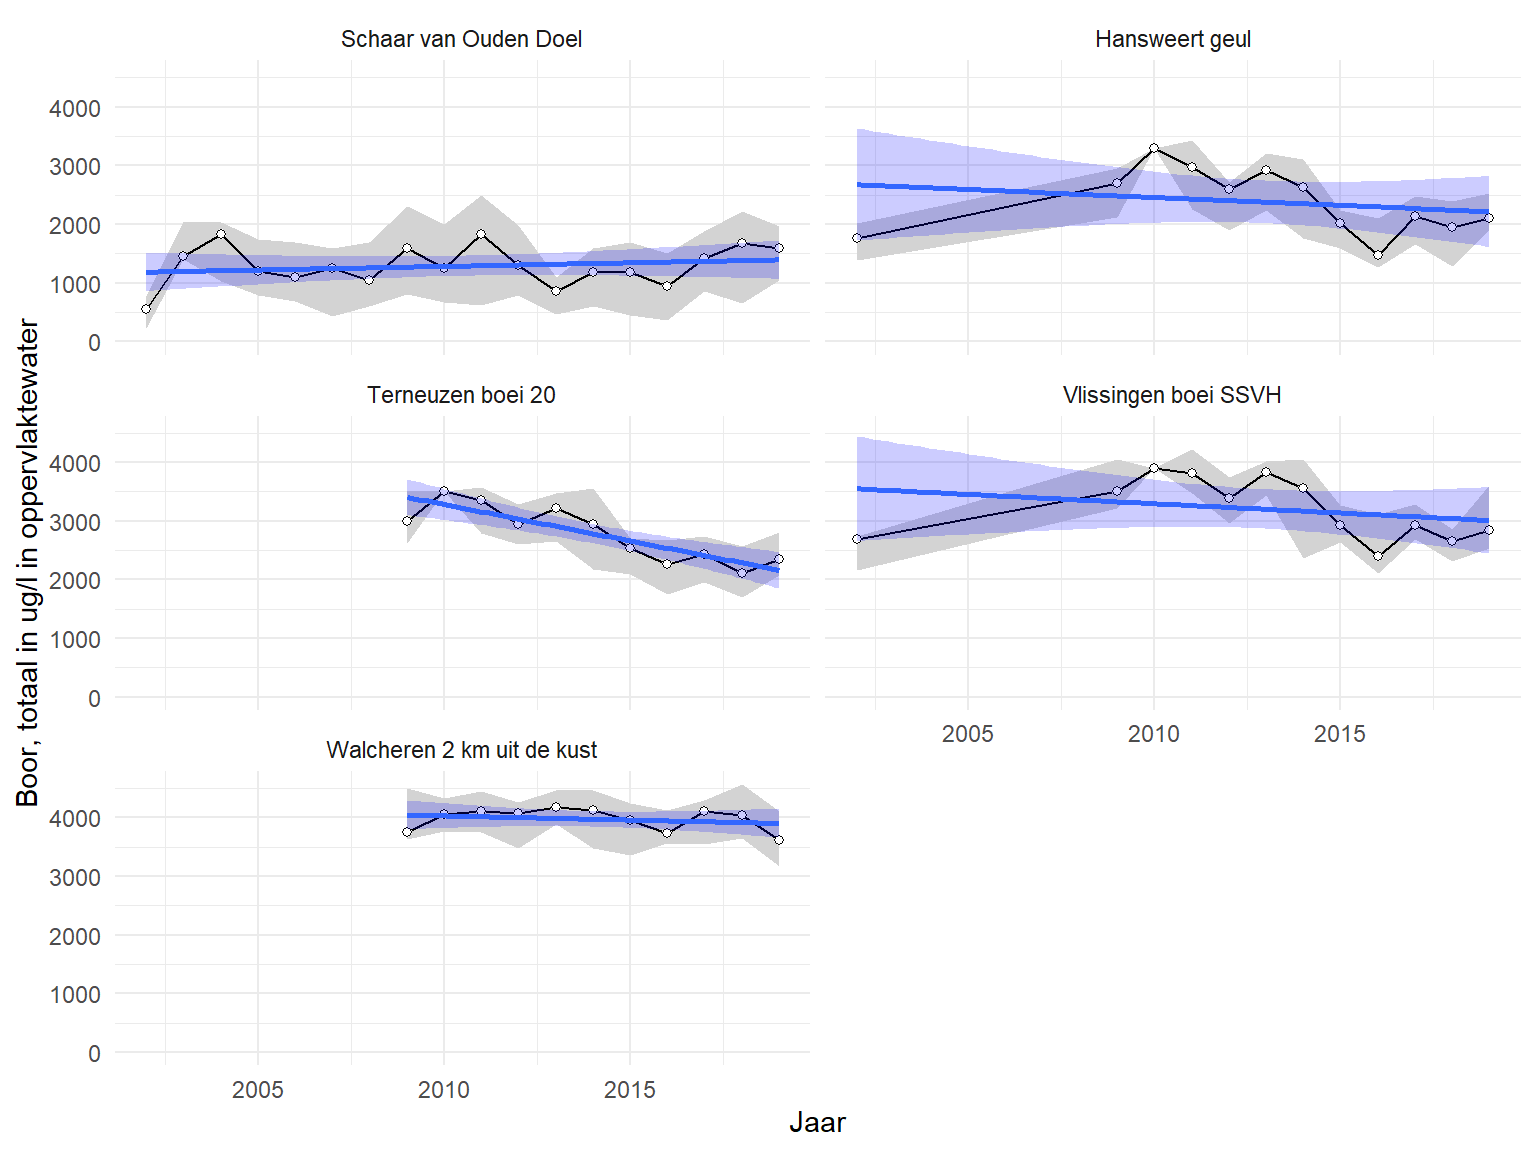 Schaar van Ouden Doel
Hansweert geul
4000
3000
2000
1000
0
Terneuzen boei 20
Vlissingen boei SSVH
4000
3000
2000
1000
0
2005 2010 2015
Walcheren 2 km uit de kust
4000
3000
2000
1000
0
2005 2010 2015
Jaar
Boor, totaal in ug/l in oppervlaktewater